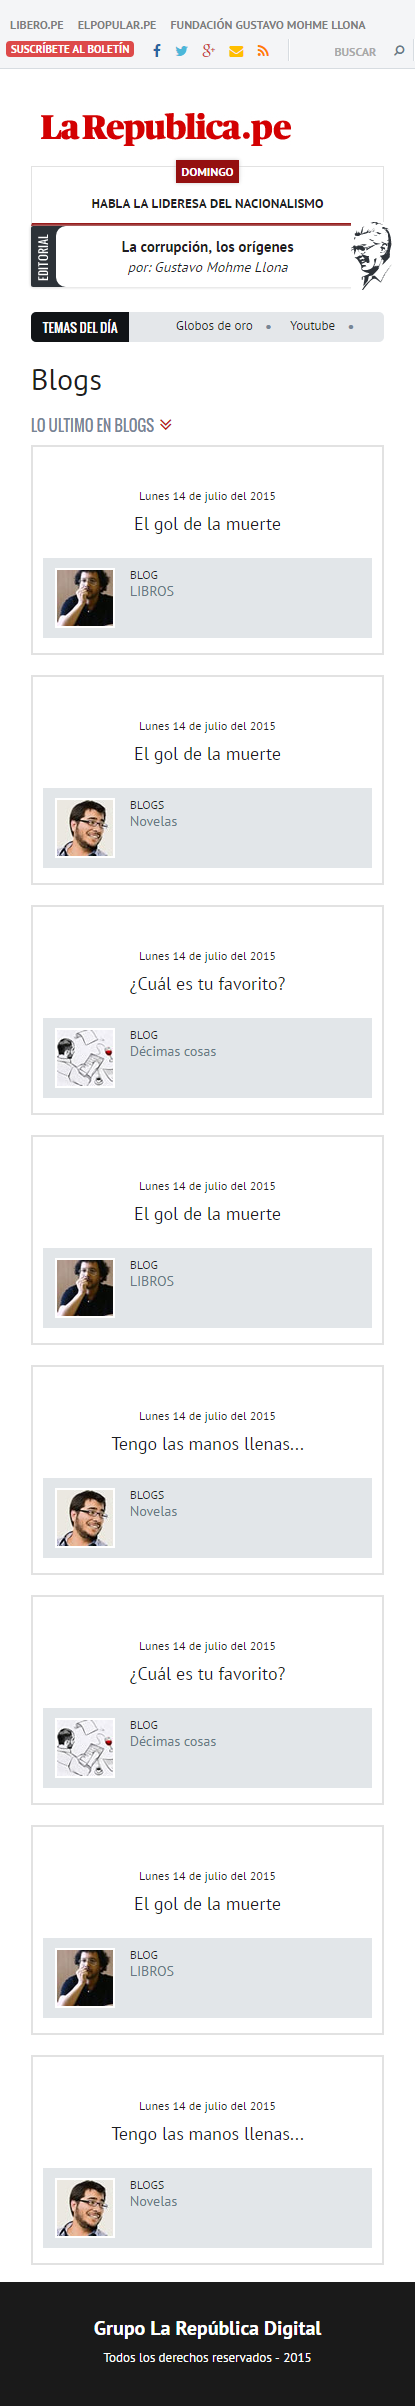 LIBERO.PE ELPOPULAR.PE FUNDACIÓN GUSTAVO MOHME LLONA
SUSCRÍBETE AL BOLETÍN BUSCAR
LaRepublica.pe
DOMINGO
HABLA LA LIDERESA DEL NACIONALISMO
EDITORIAL
La corrupción, los orígenes
por: Gustavo Mohme Llona
TEMAS DEL DÍA Globos de oro • Youtube •
Blogs
LO ULTIMO EN BLOGS
Lunes 14 de julio del 2015
El gol de la muerte
BLOG
LIBROS
Lunes 14 de julio del 2015
El gol de la muerte
BLOGS
Novelas
Lunes 14 de julio del 2015
¿Cuál es tu favorito?
BLOG
Décimas cosas
Lunes 14 de julio del 2015
El gol de la muerte
BLOG
LIBROS
Lunes 14 de julio del 2015
Tengo las manos llenas...
BLOGS
Novelas
Lunes 14 de julio del 2015
¿Cuál es tu favorito?
BLOG
Décimas cosas
Lunes 14 de julio del 2015
El gol de la muerte
BLOG
LIBROS
Lunes 14 de julio del 2015
Tengo las manos llenas...
BLOGS
Novelas
Grupo La República Digital
Todos los derechos reservados - 2015